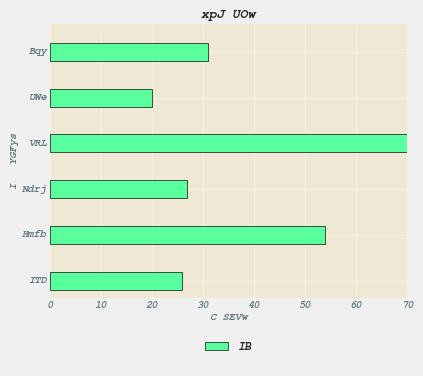 xpJ UOw
Bqy
UWe
VRL
Ndrj
Hmfb
ITD
I YGFys
0 10 20 30 40 50 60 70
C SEVw
IB